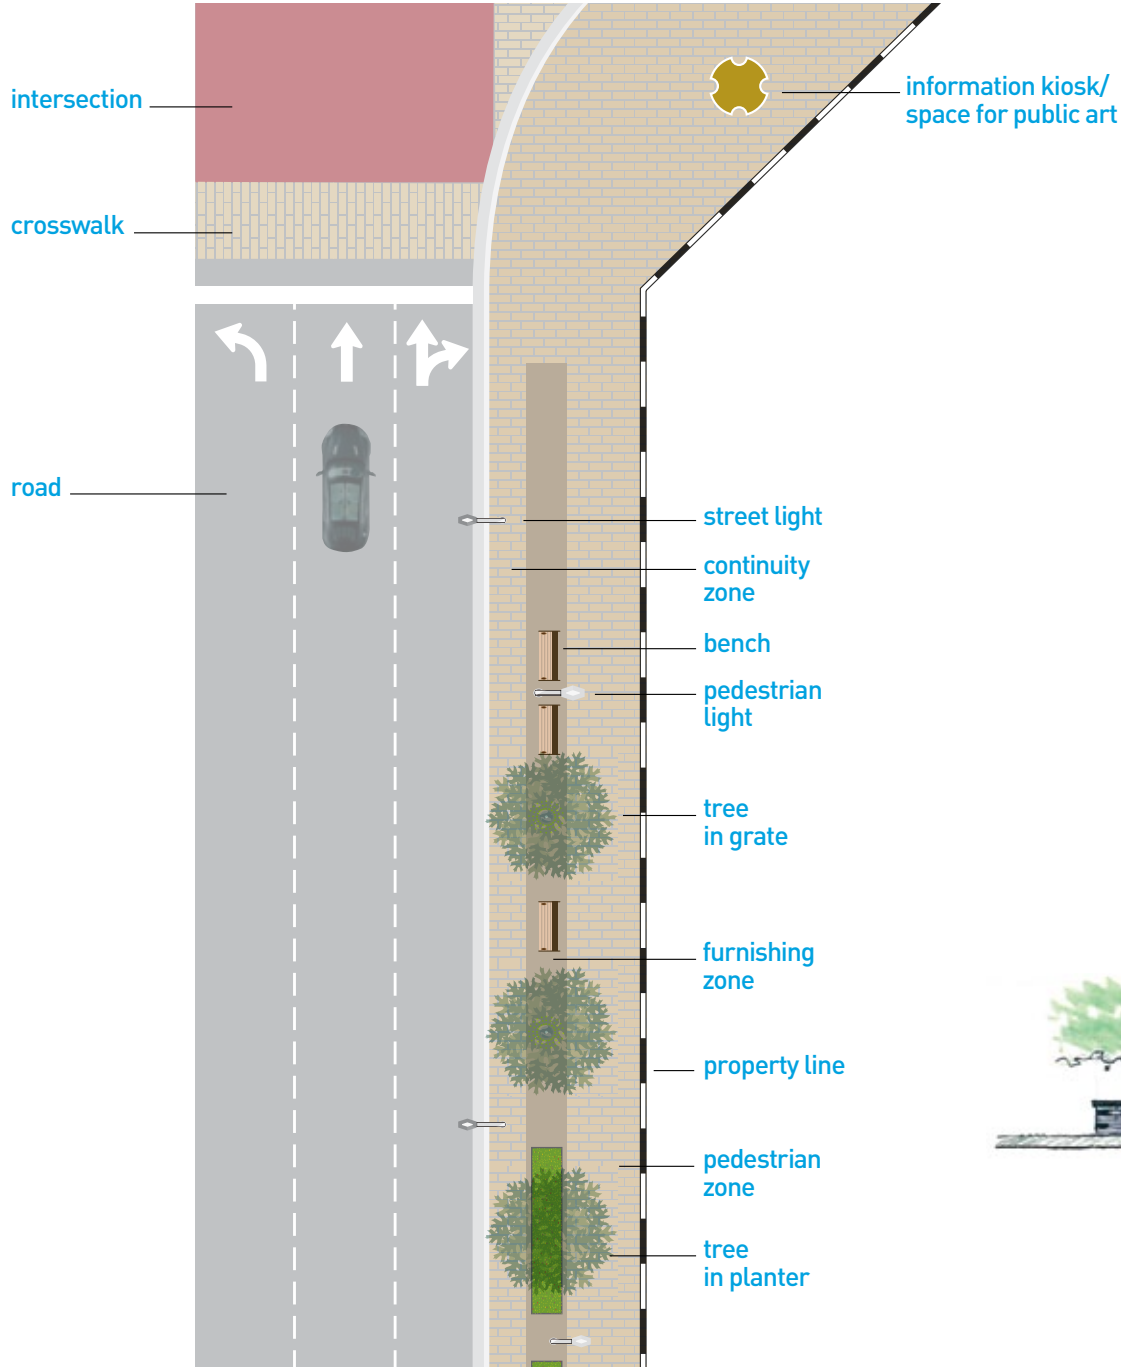 intersection
information kiosk/
space for public art
crosswalk
road
street light
continuity
zone
bench
pedestrian
light
tree
in grate
furnishing
zone
property line
pedestrian
zone
tree
in planter